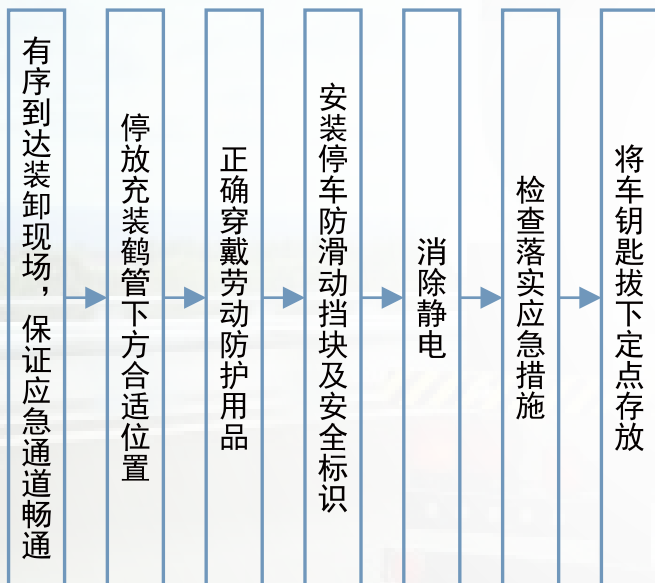 有序到达装卸现场，保证应急通道畅通
停放充装鹤管下方合适位置
正确穿戴劳动防护用品
安装停车防滑动挡块及安全标识
消除静电
检查落实应急措施
将车钥匙拔下定点存放